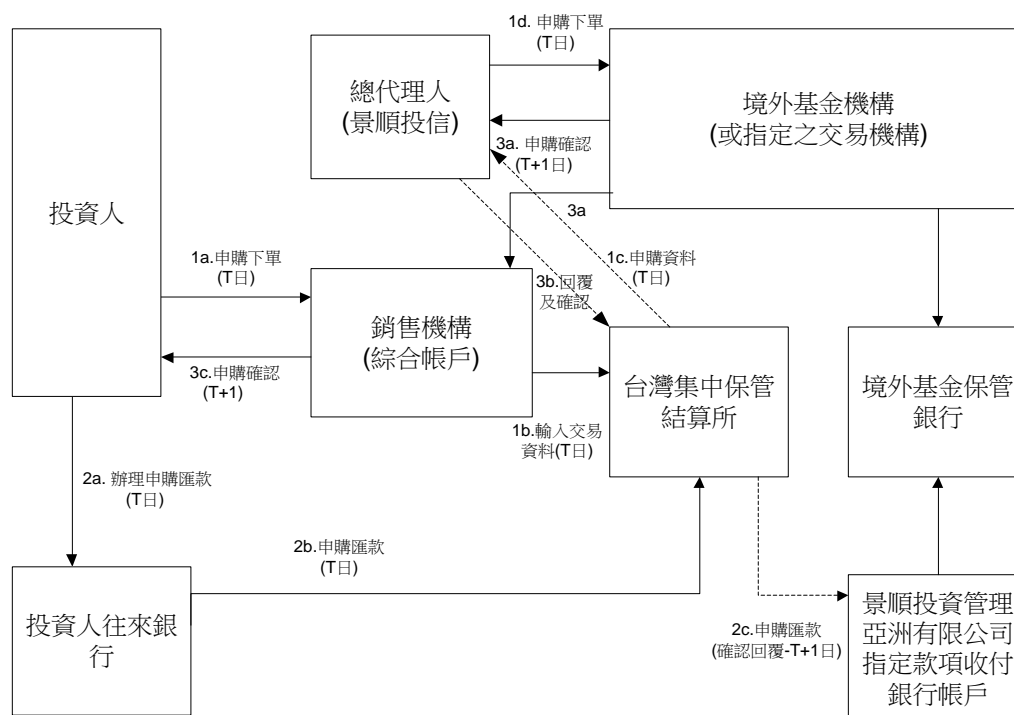 1d. 申購下單
(T日)
總代理人
(景順投信)
境外基金機構
(或指定之交易機構)
3a. 申購確認
(T+1日)
投資人
3a
1a.申購下單
(T日)
1c.申購資料
(T日)
3b.回覆
及確認
銷售機構
(綜合帳戶)
3c.申購確認
(T+1)
台灣集中保管
結算所
境外基金保管
銀行
1b.輸入交易
資料(T日)
2a. 辦理申購匯款
(T日)
2b.申購匯款
(T日)
投資人往來銀
行
2c.申購匯款
(確認回覆-T+1日)
景順投資管理
亞洲有限公司
指定款項收付
銀行帳戶